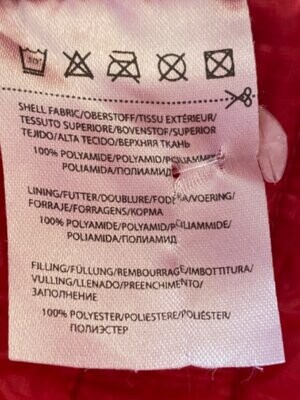 SHELL FABRIC/OBERSTOFF/TISSU EXTÉRIEUR/
TESSUTO SUPERIORE/BOVENSTOF/SUPERIOR
TEJIDO/ALTA TECIDO/ВЕРХНЯЯ ТКАНЬ
100% POLYAMIDE/POLYAMID/POLIAMMIDE
POLIAMIDA/ПОЛИАМИД
LINING/FUTTER/DOUBLURE/FODERA/VOERING/
FORRAJE/FORRAGENS/КОРМА
100% POLYAMIDE/POLYAMID/POLIAMMIDE/
POLIAMIDA/ПОЛИАМИД
FILLING/FÜLLUNG/REMBOURRAGE/IMBOTTITURA/
VULLING/LLENADO/PREENCHIMENTO/
ЗАПОЛНЕНИЕ
100% POLYESTER/POLIESTERE/POLIÉSTER/
ПОЛИЭСТЕР